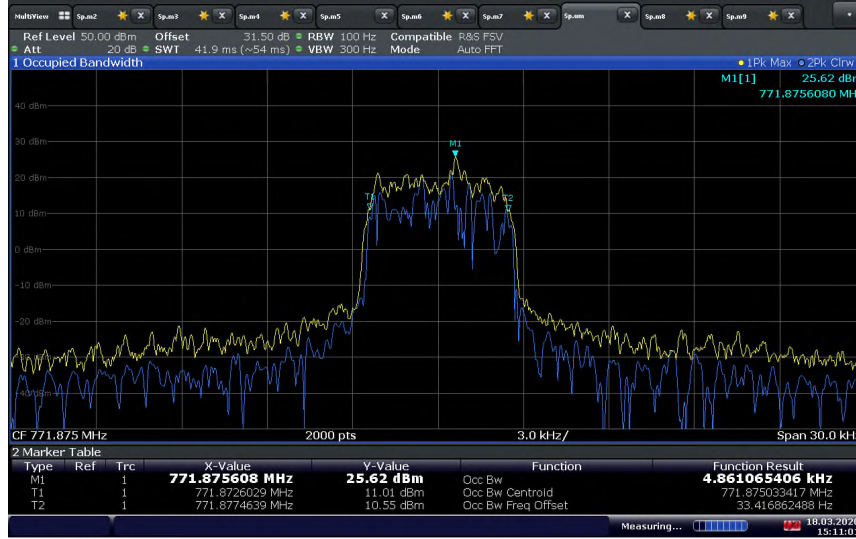 MultiView Sp.m2 X Sp.m3 X Sp.m4 X Sp.m5 X Sp.m6 X Sp.m7 X Sp.um X Sp.m8 X Sp.m9 X
Ref Level 50.00 dBm Offset 31.50 dB RBW 100 Hz Compatible R&S FSV
Att 20 dB SWT 41.9 ms (~54 ms) VBW 300 Hz Mode Auto FFT
1 Occupied Bandwidth 1Pk Max 2Pk Clrw
M1[1] 25.62 dBm
771.8756080 MH
40 dBm
30 dBm
M1
20 dBm
T1 T2
10 dBm
0 dBm
-10 dBm
-20 dBm
CF 771.875 MHz 2000 pts 3.0 kHz/ Span 30.0 kHz
2 Marker Table
Type Ref Trc X-Value Y-Value Function Function Result
M1 1 771.875608 MHz 25.62 dBm Occ Bw 4.861065406 kHz
T1 1 771.8726029 MHz 11.01 dBm Occ Bw Centroid 771.875033417 MHz
T2 1 771.8774639 MHz 10.55 dBm Occ Bw Freq Offset 33.416862488 Hz
Measuring... 18.03.2020
15:11:01